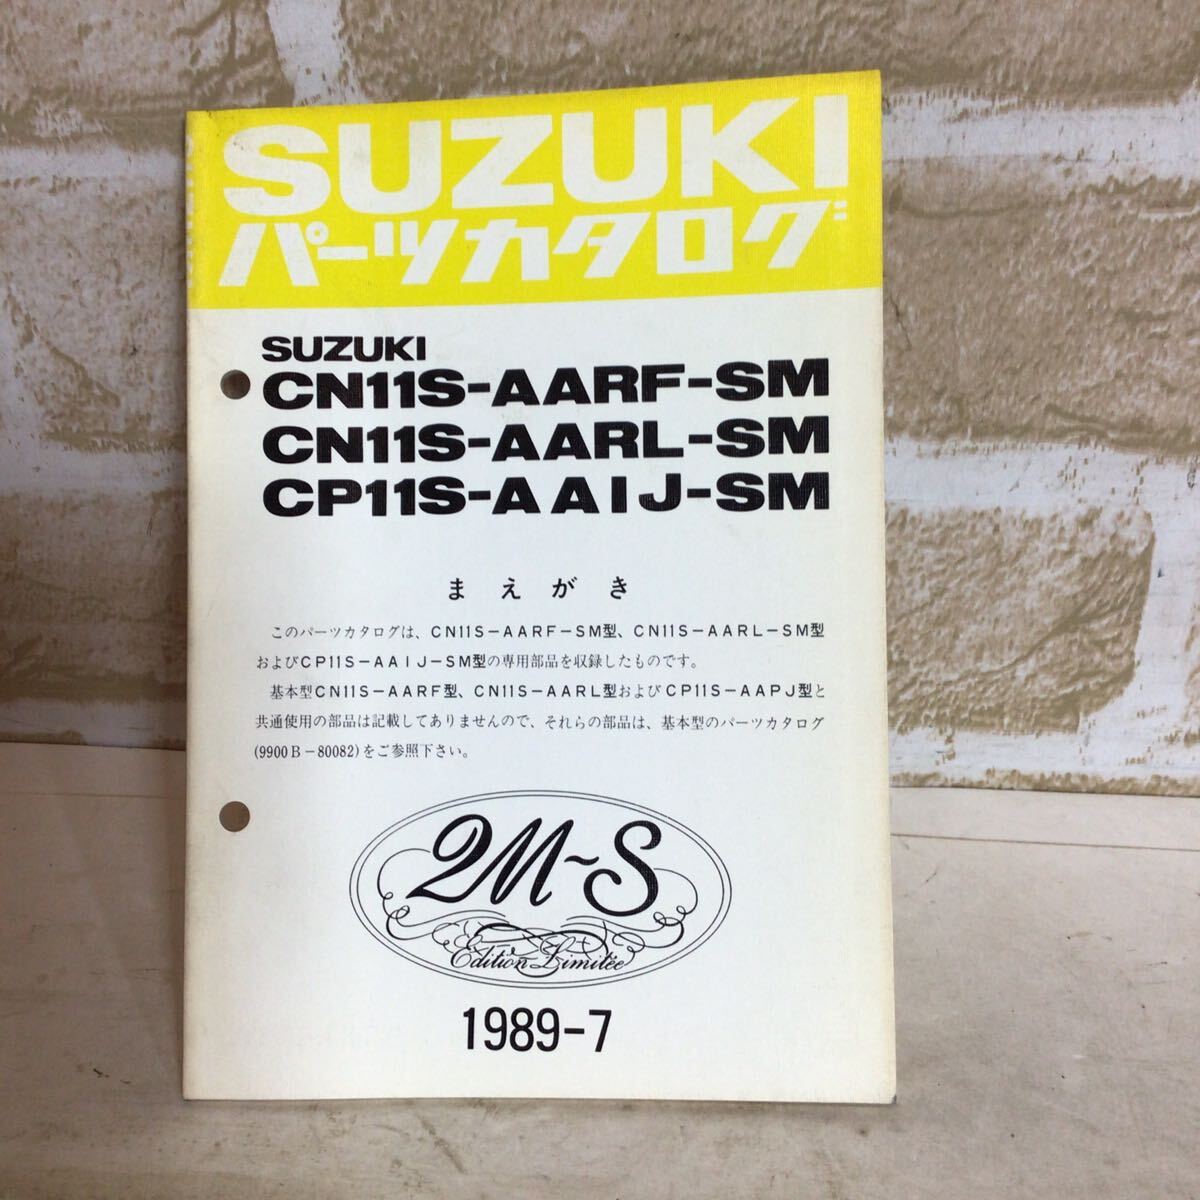 SUZUKI
パーツカタログ
SUZUKI
CN11S-AARF-SM
CN11S-AARL-SM
CP11S-AAIJ-SM
まえがき
このパーツカタログは、CN11S-AARF-SM型、CN11S-AARL-SM型
およびCP11S-AAIJ-SM型の専用部品を収録したものです。
基本型CN11S-AARF型、CN11S-AARL型およびCP11S-AAPJ型と
共通使用の部品は記載してありませんので、それらの部品は、基本型のパーツカタログ
(9900B-80082)をご参照下さい。
2M~S
Edition Limitée
1989-7